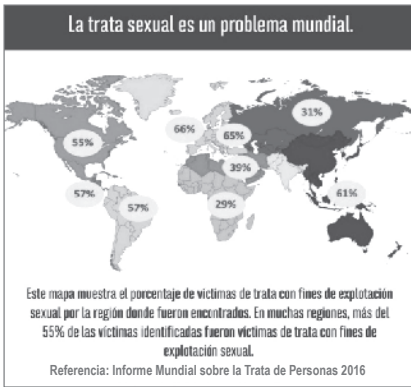 La trata sexual es un problema mundial.
31%
66%
65%
55%
39%
57%
57%
29%
61%
Este mapa muestra el porcentaje de víctimas de trata con fines de explotación
sexual por la región donde fueron encontrados. En muchas regiones, más del
55% de las víctimas identificadas fueron víctimas de trata con fines de
explotación sexual.
Referencia: Informe Mundial sobre la Trata de Personas 2016